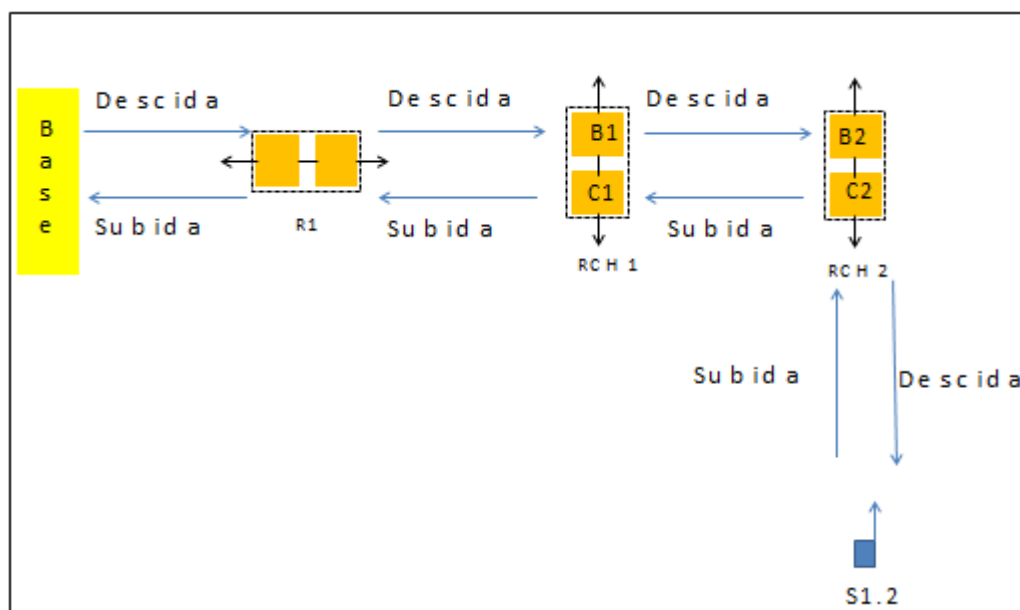 Base
Descida
Descida
Descida
B1
B2
C1
C2
Subida
R1
Subida
Subida
RCH 1
RCH 2
Subida
Descida
S1.2